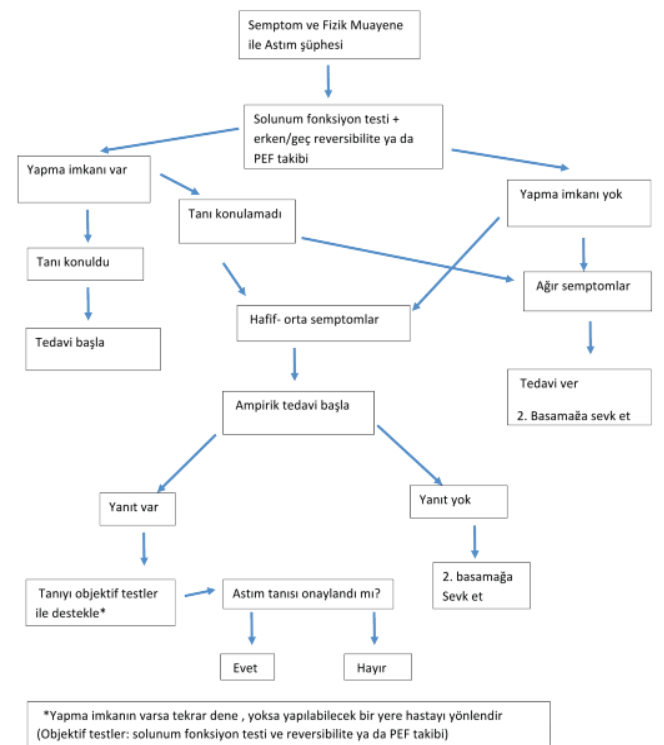 Semptom ve Fizik Muayene
ile Astım şüphesi
Solunum fonksiyon testi +
erken/geç reversibilite ya da
PEF takibi
Yapma imkanı var
Yapma imkanı yok
Tanı konulamadı
Tanı konuldu
Ağır semptomlar
Hafif- orta semptomlar
Tedavi başla
Tedavi ver
2. Basamağa sevk et
Ampirik tedavi başla
Yanıt var
Yanıt yok
Tanıyı objektif testler
ile destekle*
Astım tanısı onaylandı mı?
2. basamağa
Sevk et
Evet
Hayır
*Yapma imkanın varsa tekrar dene , yoksa yapılabilecek bir yere hastayı yönlendir
(Objektif testler: solunum fonksiyon testi ve reversibilite ya da PEF takibi)